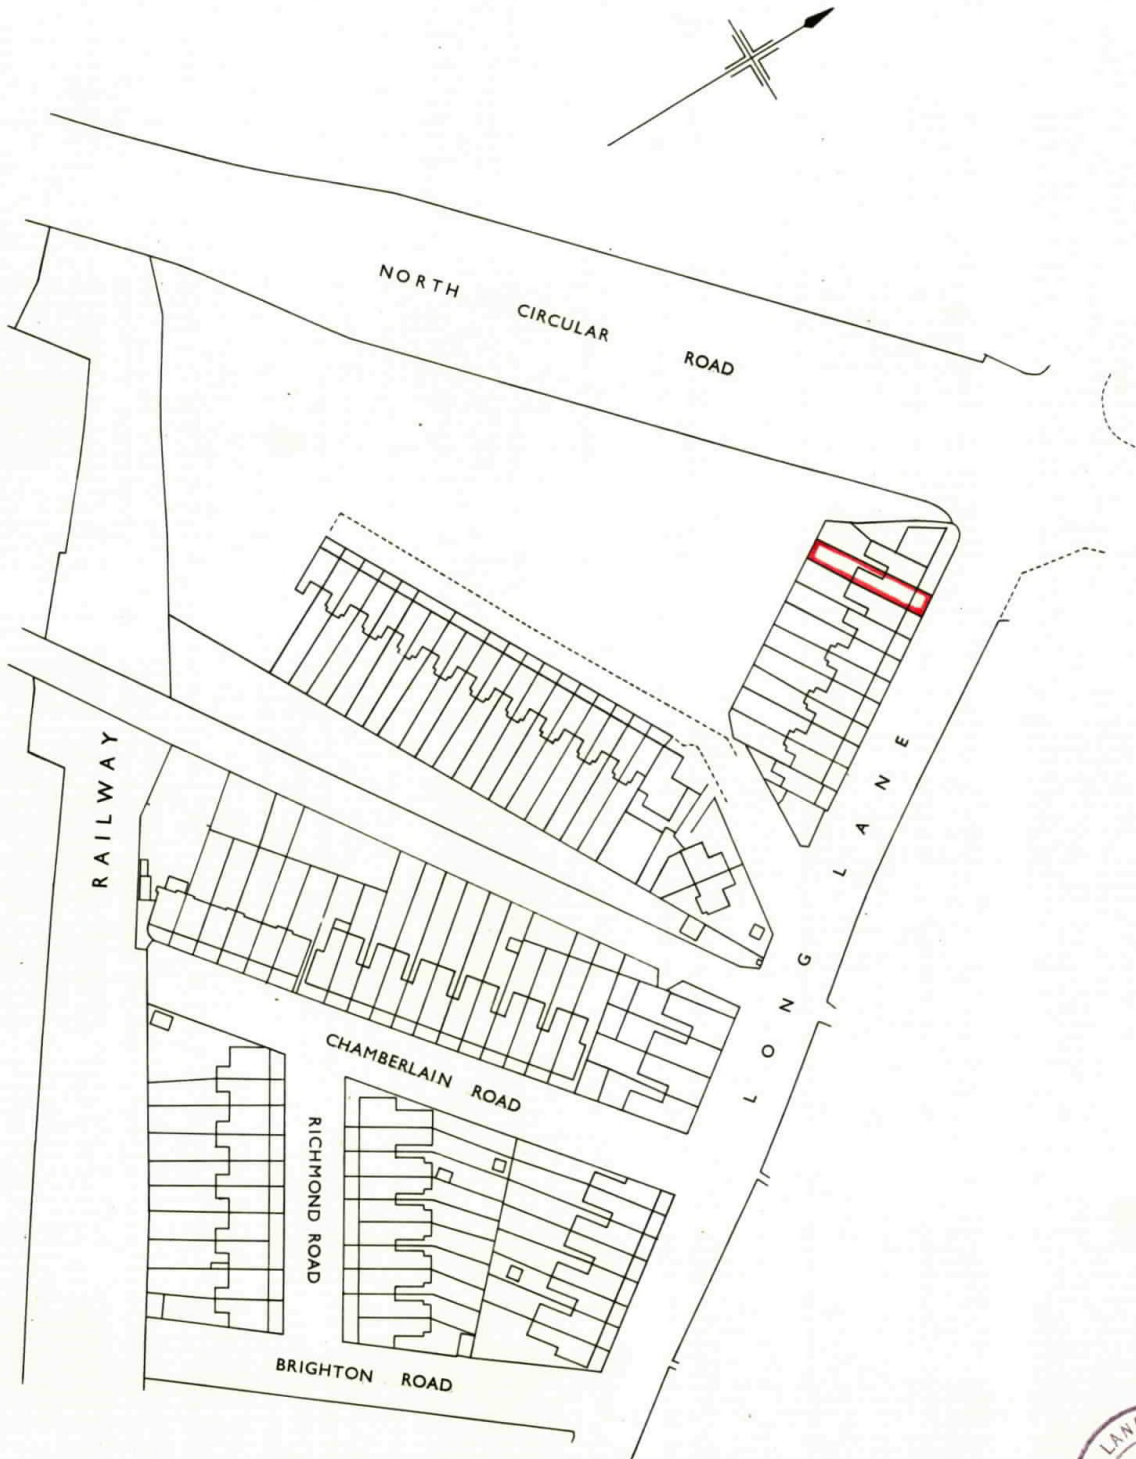 NORTH CIRCULAR ROAD
RAILWAY
LONG LANE
CHAMBERLAIN ROAD
RICHMOND ROAD
BRIGHTON ROAD